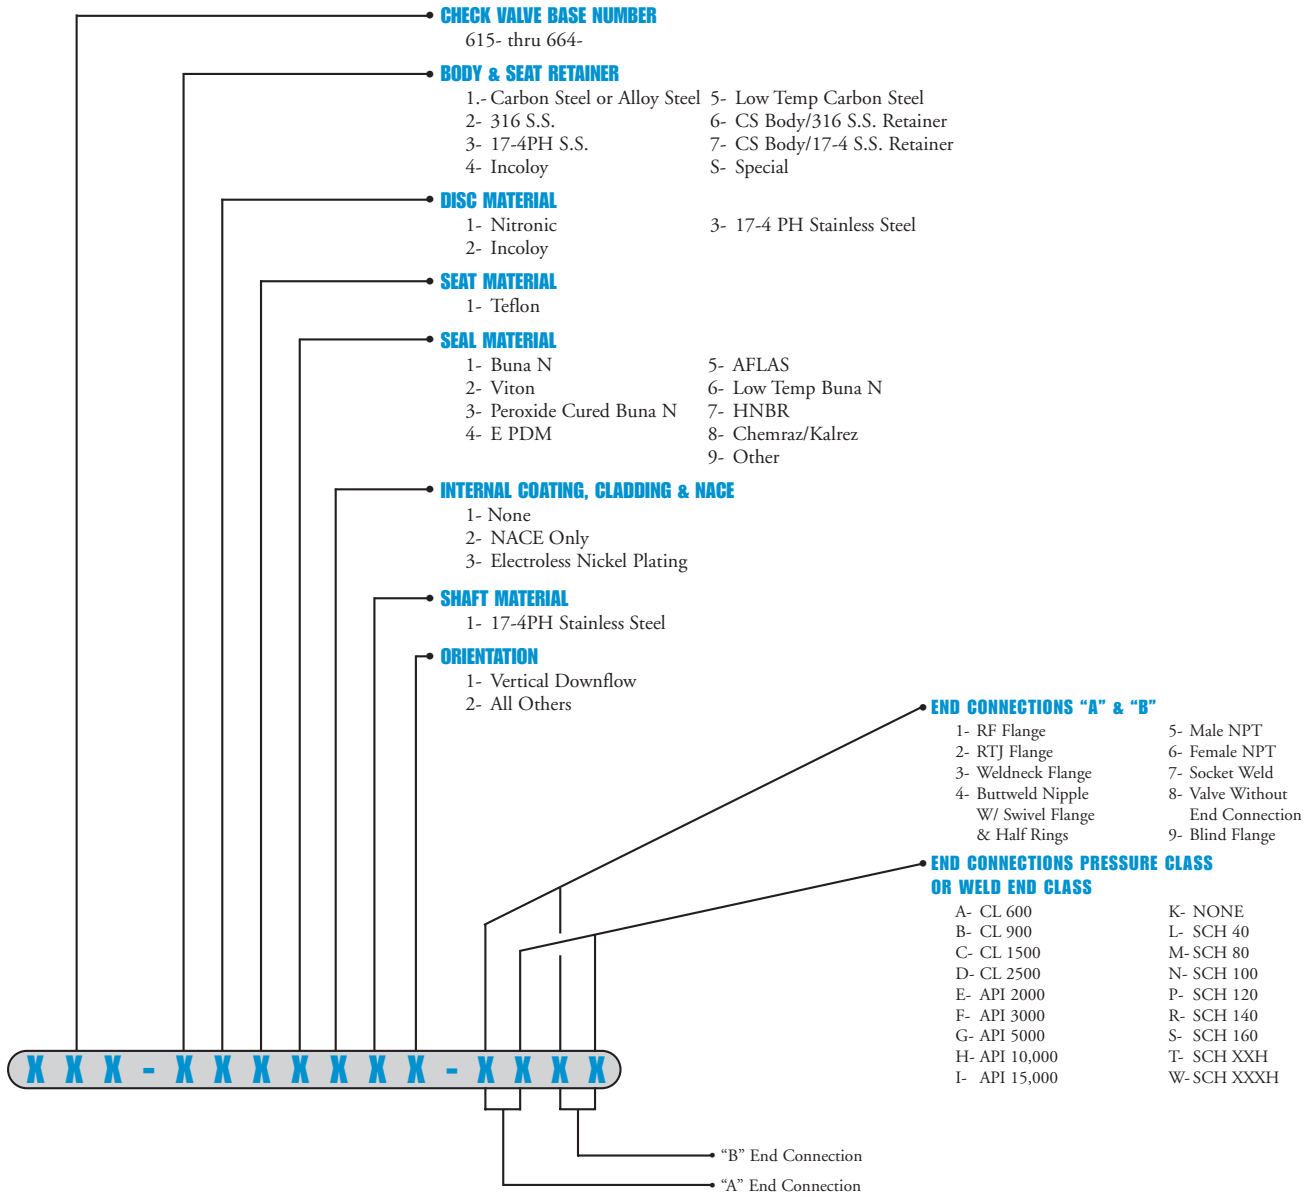 CHECK VALVE BASE NUMBER
615- thru 664-
BODY & SEAT RETAINER
1.- Carbon Steel or Alloy Steel 5- Low Temp Carbon Steel
2- 316 S.S. 6- CS Body/316 S.S. Retainer
3- 17-4PH S.S. 7- CS Body/17-4 S.S. Retainer
4- Incoloy S- Special
DISC MATERIAL
1- Nitronic 3- 17-4 PH Stainless Steel
2- Incoloy
SEAT MATERIAL
1- Teflon
SEAL MATERIAL
1- Buna N 5- AFLAS
2- Viton 6- Low Temp Buna N
3- Peroxide Cured Buna N 7- HNBR
4- E PDM 8- Chemraz/Kalrez
9- Other
INTERNAL COATING, CLADDING & NACE
1- None
2- NACE Only
3- Electroless Nickel Plating
SHAFT MATERIAL
1- 17-4PH Stainless Steel
ORIENTATION
1- Vertical Downflow
2- All Others
END CONNECTIONS “A” & “B”
1- RF Flange 5- Male NPT
2- RTJ Flange 6- Female NPT
3- Weldneck Flange 7- Socket Weld
4- Buttweld Nipple 8- Valve Without
W/ Swivel Flange End Connection
& Half Rings 9- Blind Flange
END CONNECTIONS PRESSURE CLASS
OR WELD END CLASS
A- CL 600 K- NONE
B- CL 900 L- SCH 40
C- CL 1500 M- SCH 80
D- CL 2500 N- SCH 100
E- API 2000 P- SCH 120
F- API 3000 R- SCH 140
G- API 5000 S- SCH 160
H- API 10,000 T- SCH XXH
I- API 15,000 W- SCH XXXH
X X X - X X X X X X X - X X X X
“B” End Connection
“A” End Connection